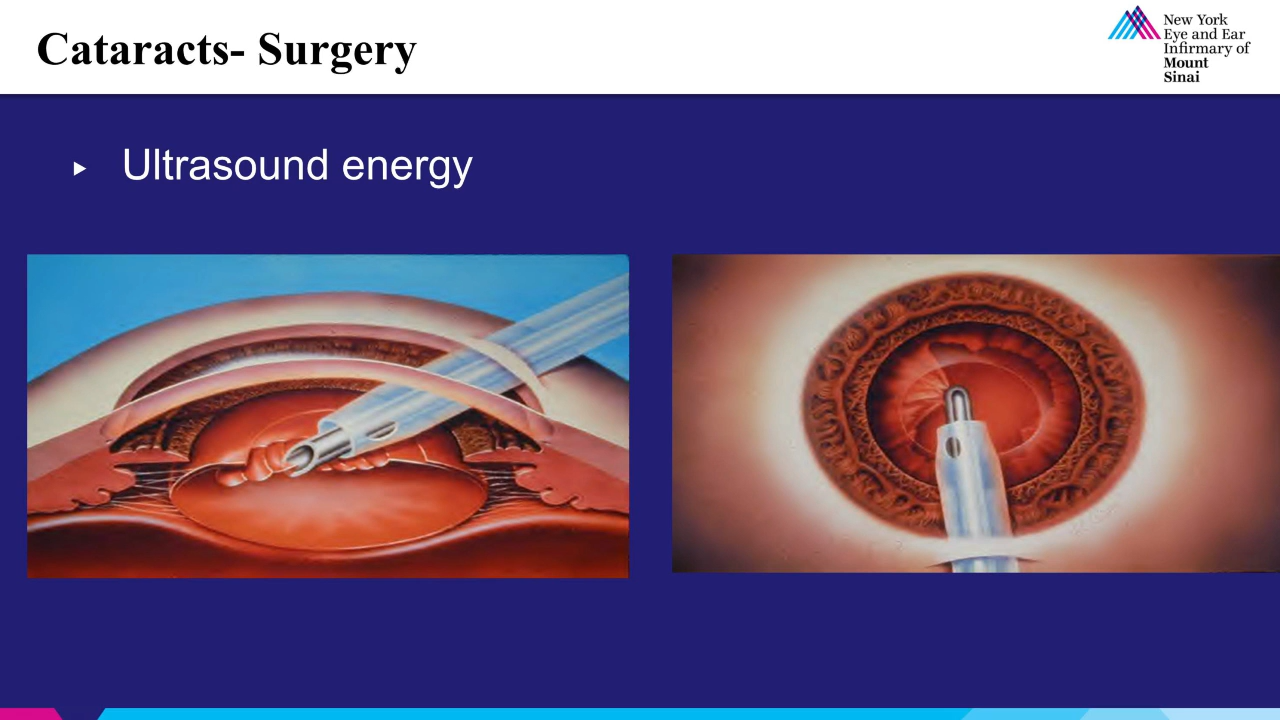 Cataracts- Surgery
New York
Eye and Ear
Infirmary of
Mount
Sinai
Ultrasound energy